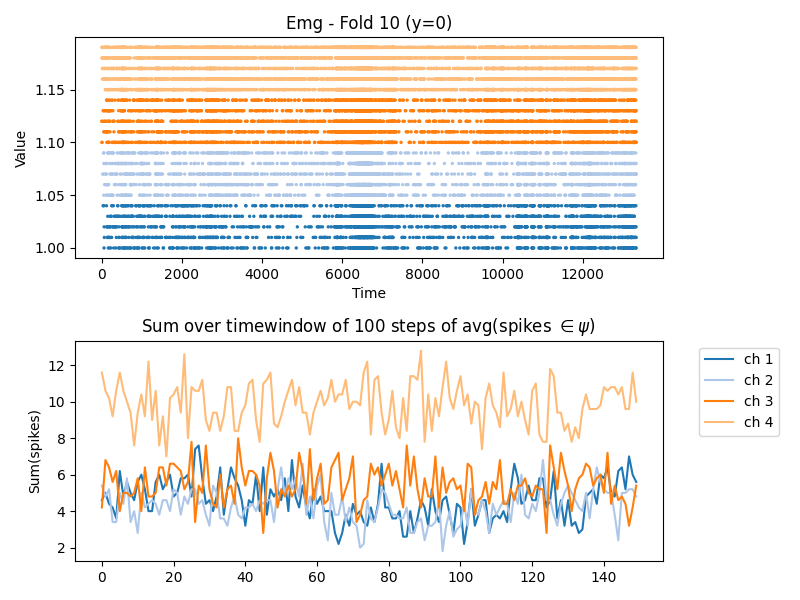 Emg - Fold 10 (y=0)
Value
1.15
1.10
1.05
1.00
0 2000 4000 6000 8000 10000 12000
Time
Sum over timewindow of 100 steps of avg(spikes ∈ψ)
Sum(spikes)
12
10
8
6
4
2
0 20 40 60 80 100 120 140
ch 1
ch 2
ch 3
ch 4